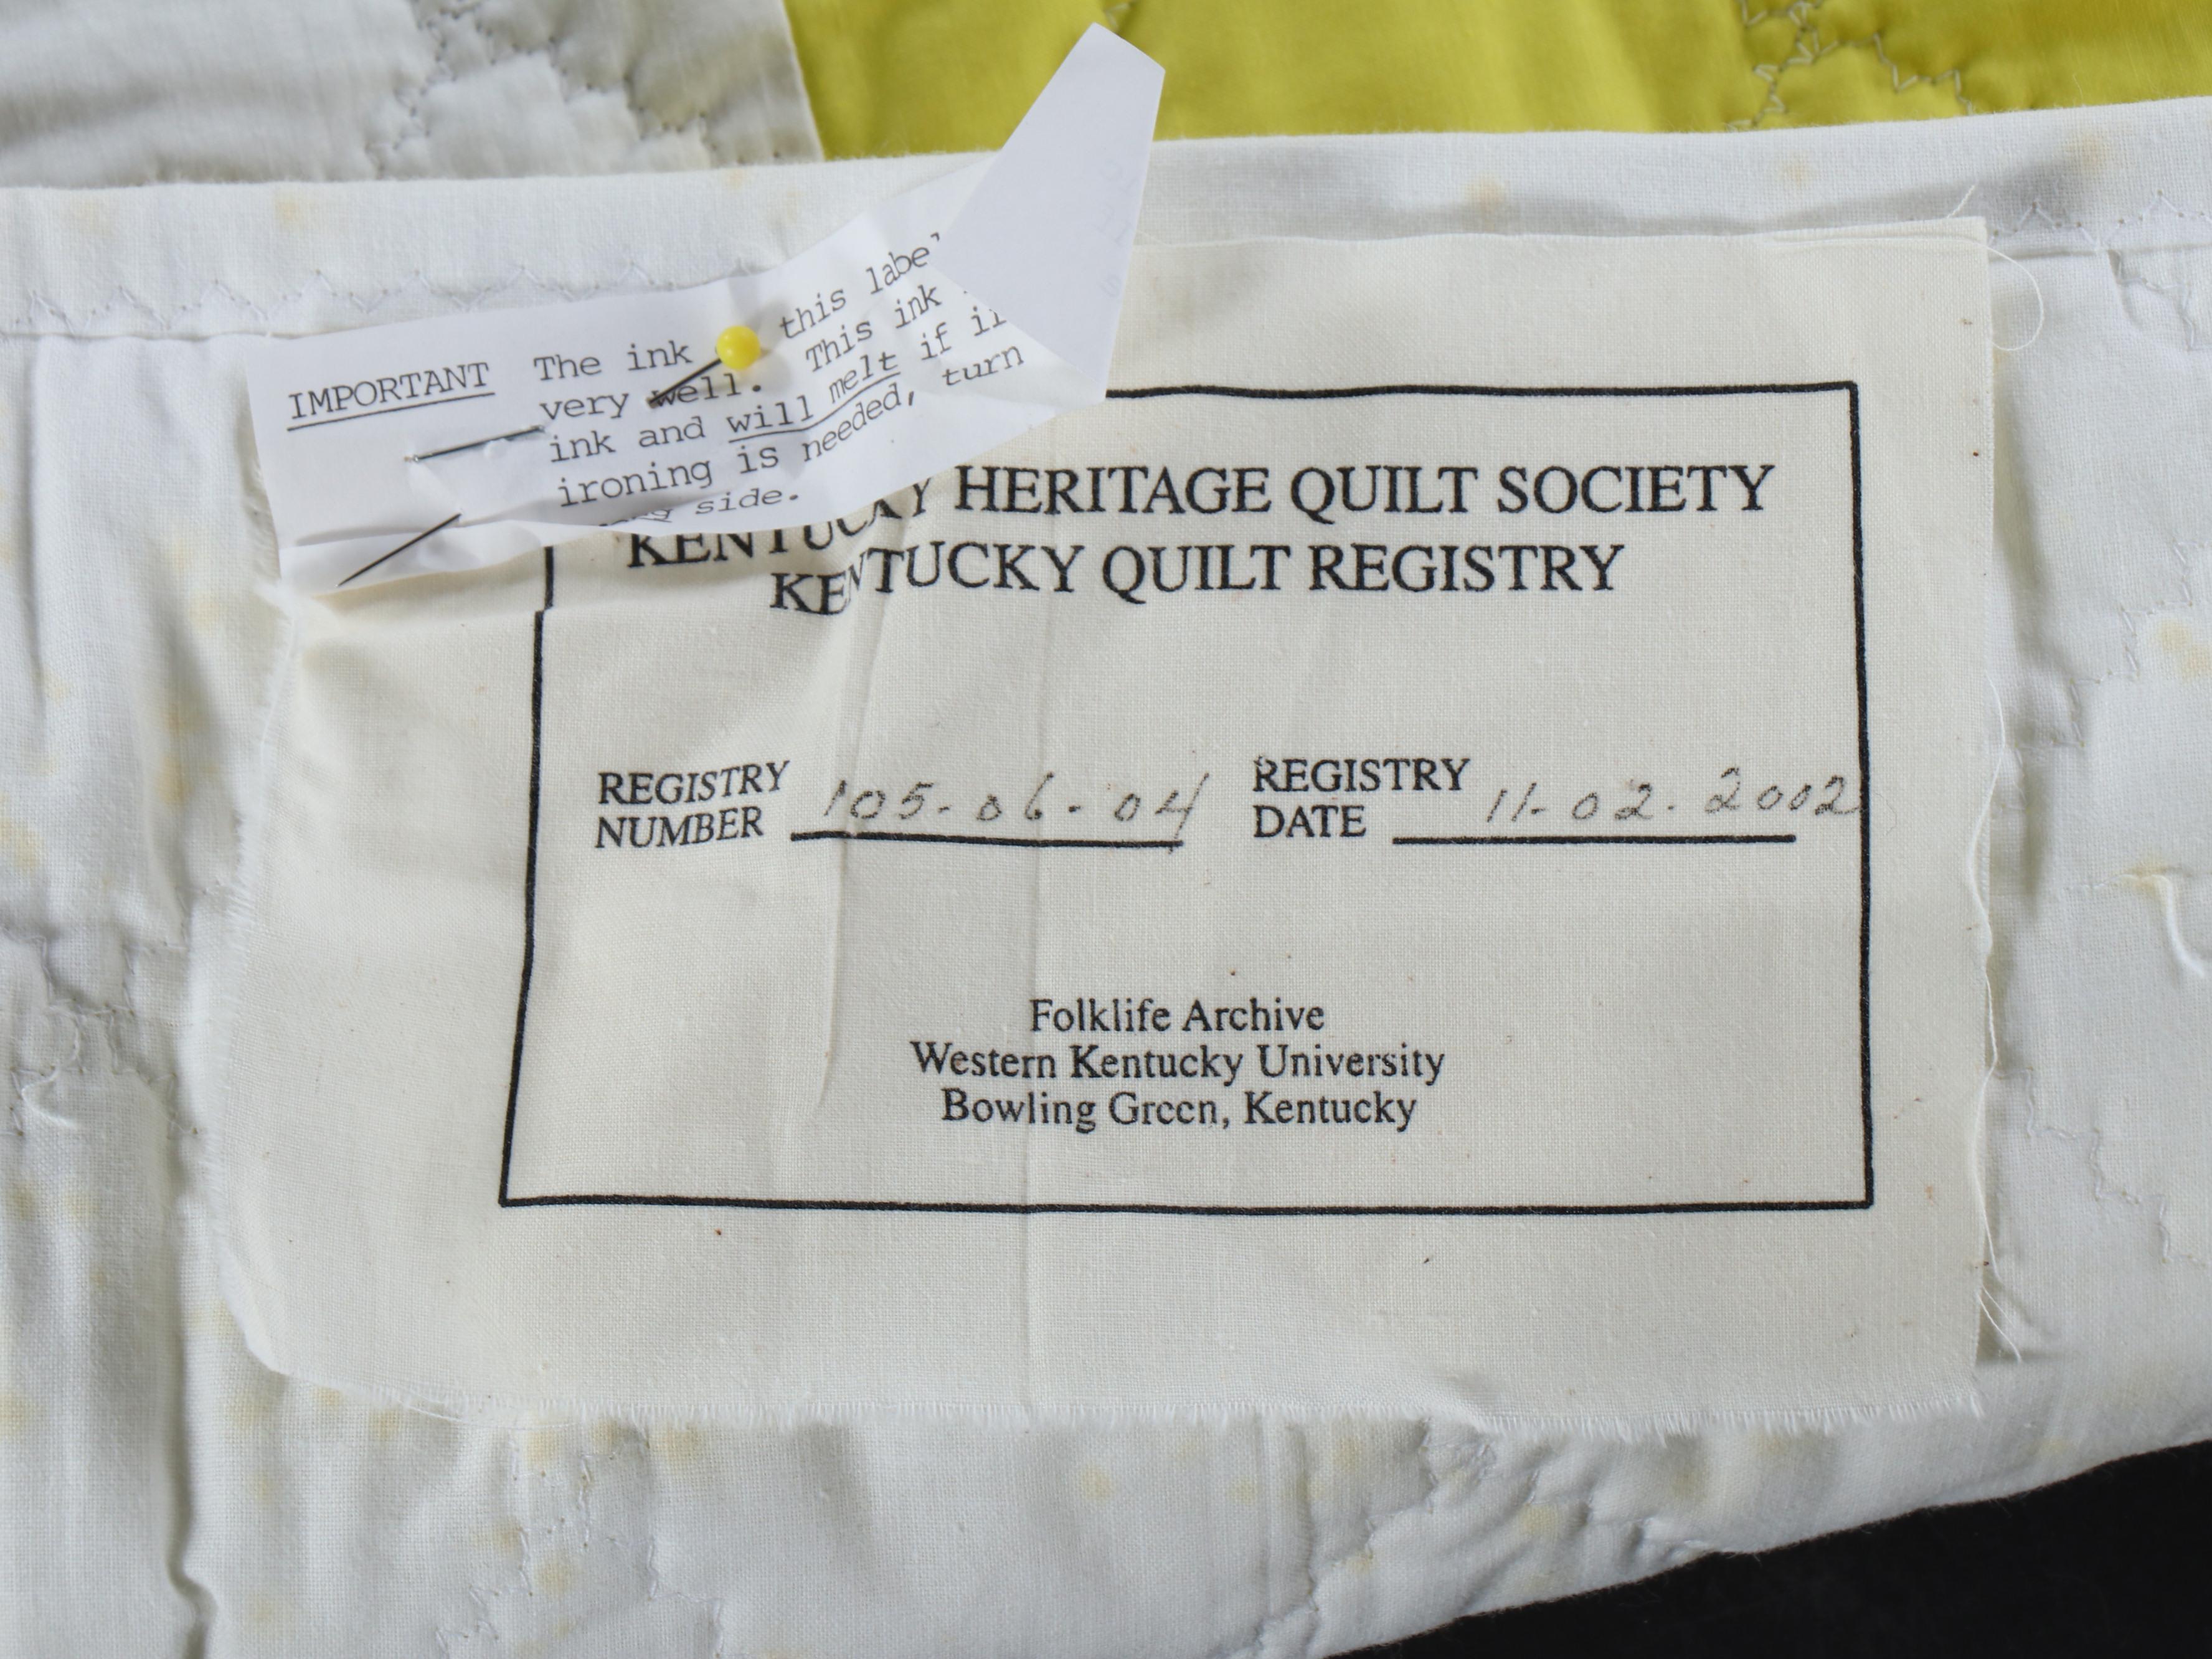 IMPORTANT The ink this label
very well. This ink
ink and will melt if
ironing is needed, turn
side.
KENTUCKY HERITAGE QUILT SOCIETY
KENTUCKY QUILT REGISTRY
REGISTRY NUMBER 105-06-04 REGISTRY DATE 11-02-2002
Folklife Archive
Western Kentucky University
Bowling Green, Kentucky